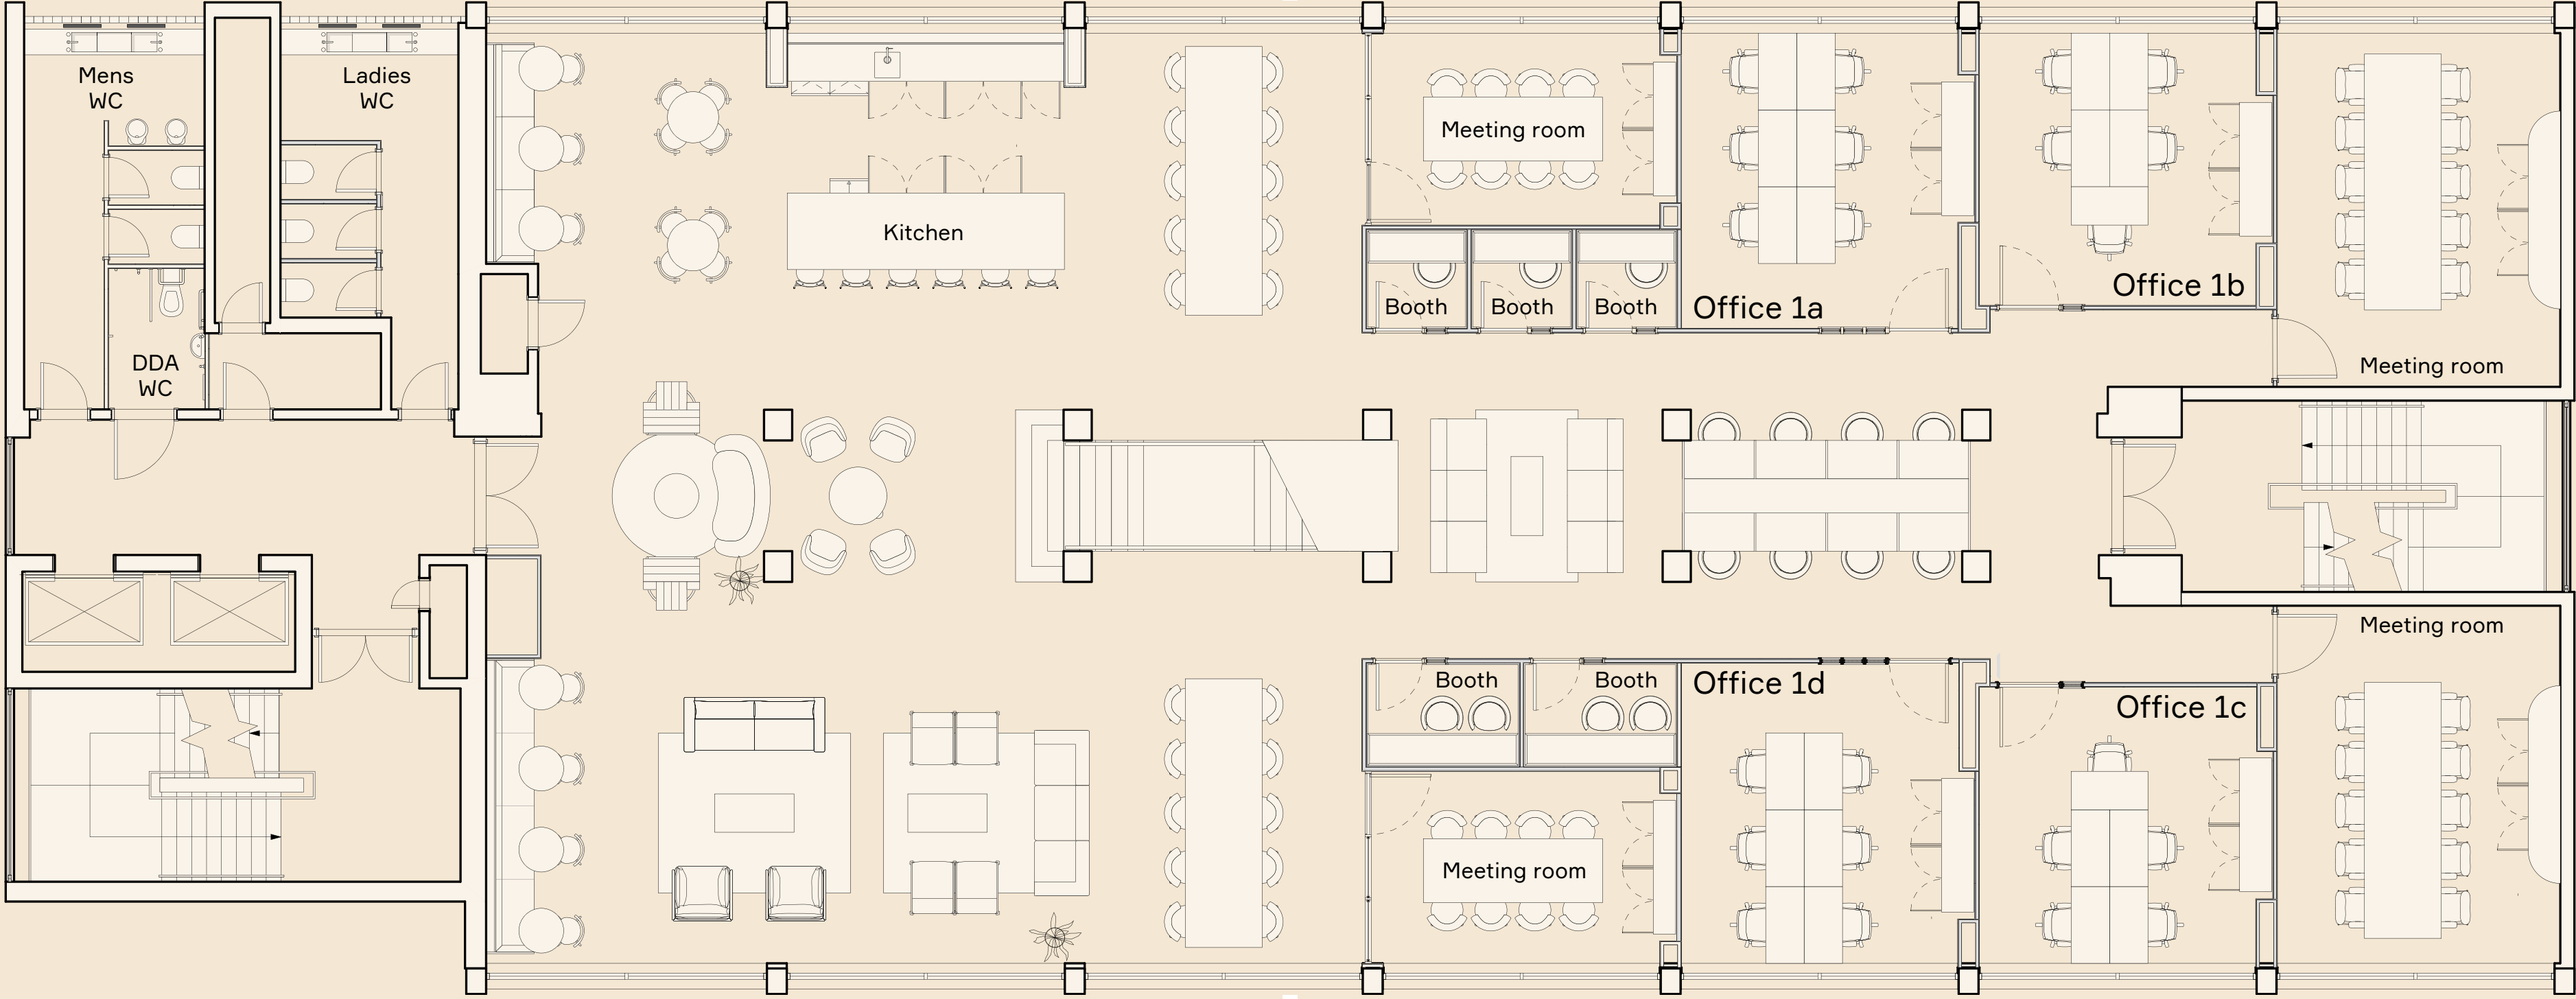 Mens
WC
Ladies
WC
Kitchen
Meeting room
Booth
Booth
Booth
Office 1a
Office 1b
Meeting room
DDA
WC
Meeting room
Booth
Booth
Office 1d
Office 1c
Meeting room